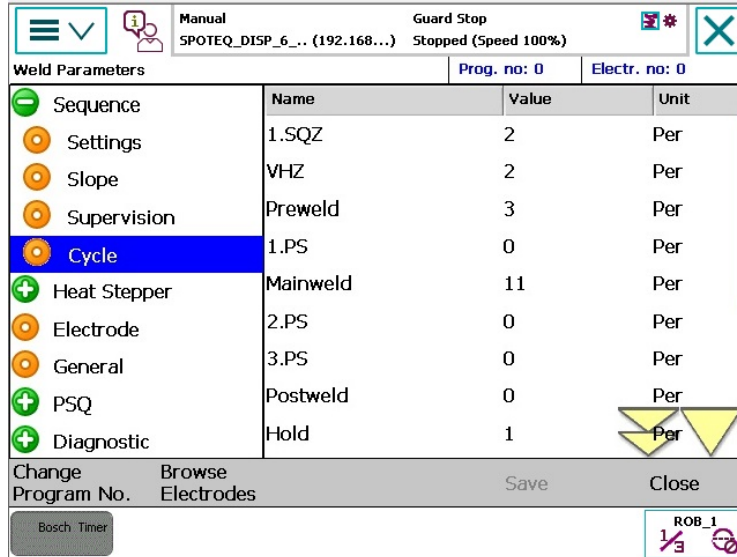 Manual Guard Stop
SPOTEQ_DISP_6_.. (192.168...) Stopped (Speed 100%)
Weld Parameters Prog. no: 0 Electr. no: 0
Sequence
Settings
Slope
Supervision
Cycle
Heat Stepper
Electrode
General
PSQ
Diagnostic
Name Value Unit
1.SQZ 2 Per
VHZ 2 Per
Preweld 3 Per
1.PS 0 Per
Mainweld 11 Per
2.PS 0 Per
3.PS 0 Per
Postweld 0 Per
Hold 1 Per
Change Program No.
Browse Electrodes
Save
Close
Bosch Timer
ROB_1
1/3